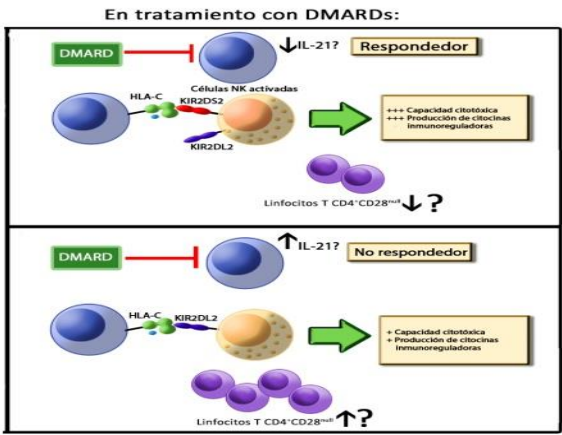 En tratamiento con DMARDs:
DMARD
↓IL-21?
Respondedor
Células NK activadas
HLA-C
KIR2DS2
KIR2DL2
+++ Capacidad citotóxica
+++ Producción de citocinas
inmunoreguladoras
Linfocitos T CD4⁺CD28ⁿᵘˡˡ ↓?
DMARD
↑IL-21?
No respondedor
HLA-C
KIR2DL2
+ Capacidad citotóxica
+ Producción de citocinas
inmunoreguladoras
Linfocitos T CD4⁺CD28ⁿᵘˡˡ ↑?